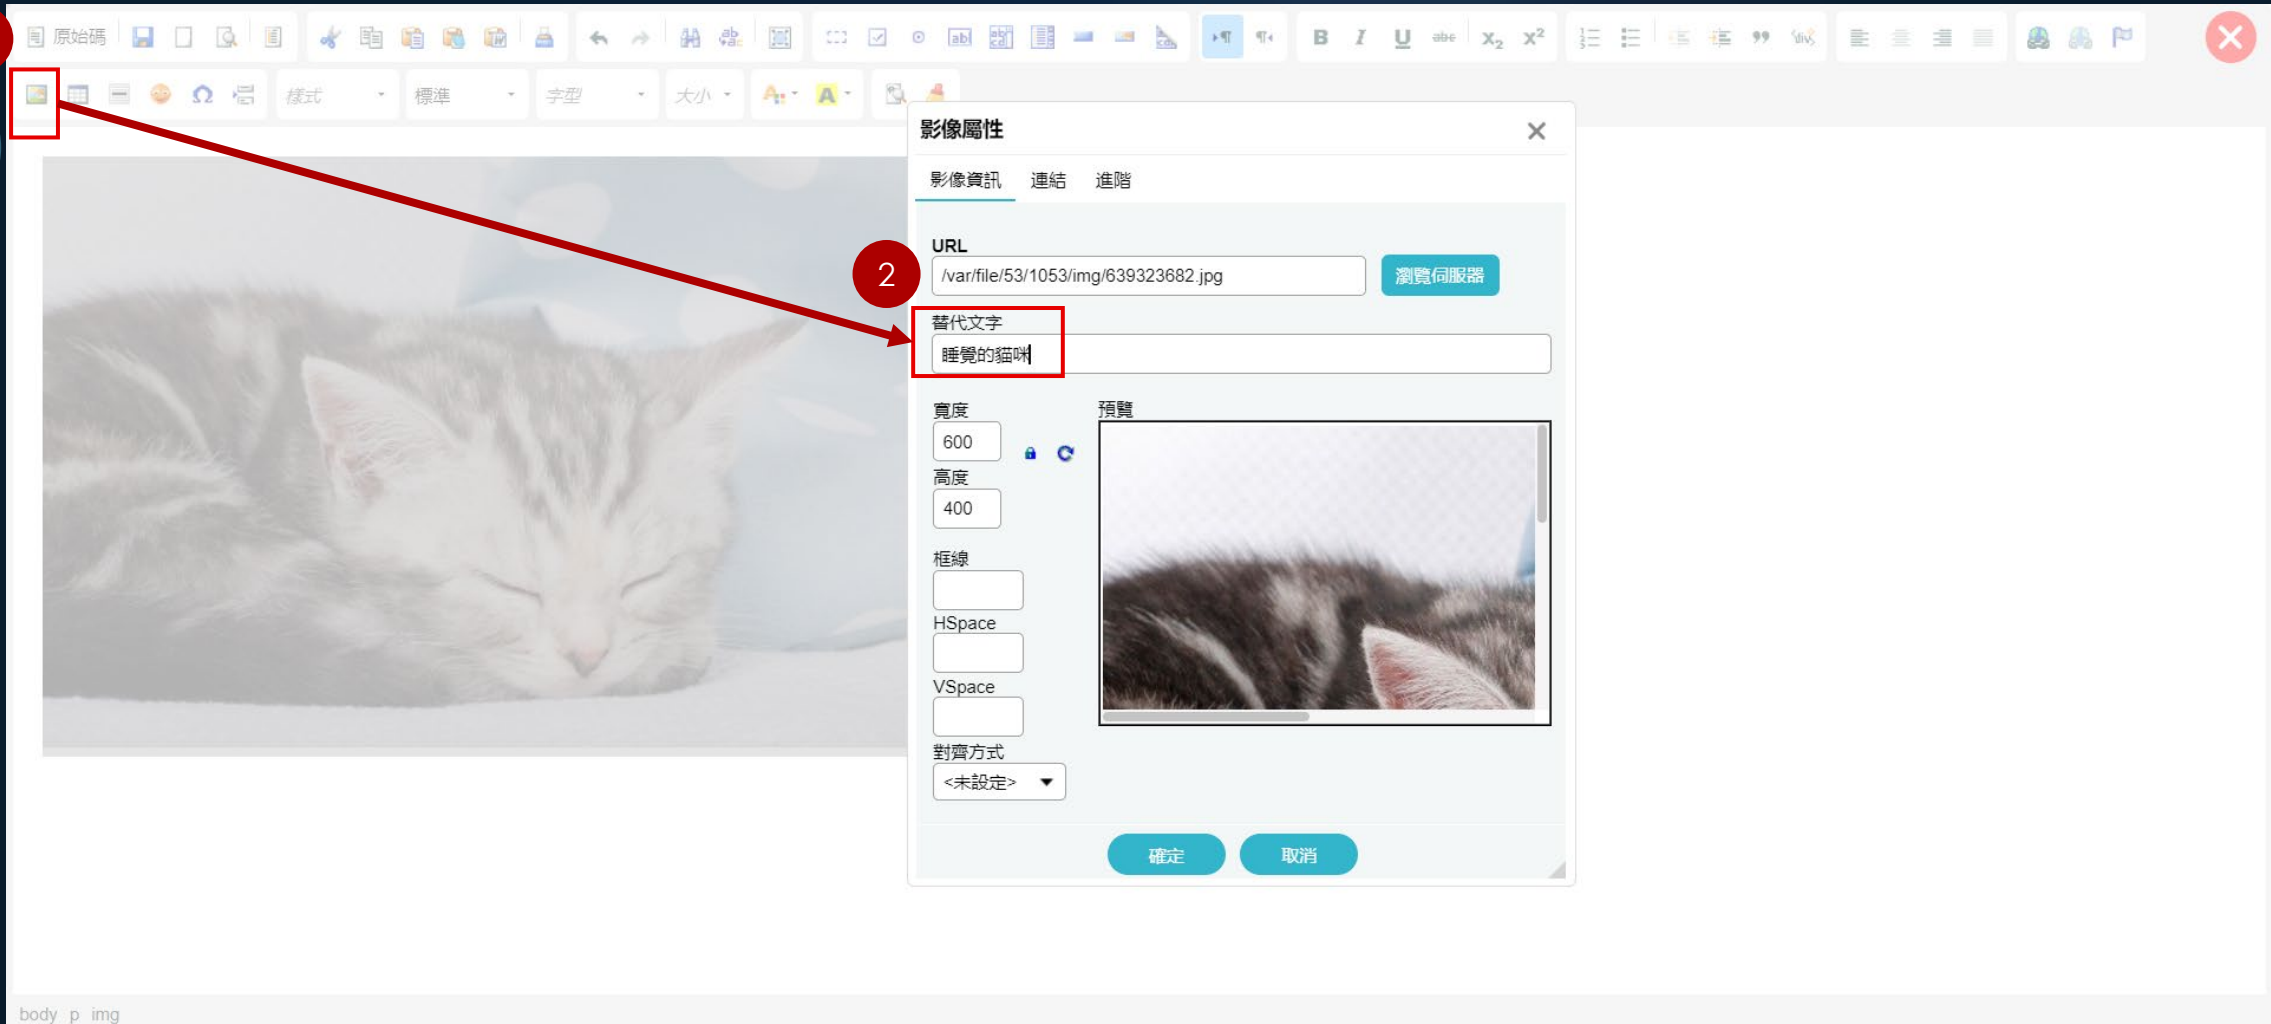 原始碼
B I U abc X₂ X²
樣式 標準 字型 大小
影像屬性
影像資訊 連結 進階
URL
/var/file/53/1053/img/639323682.jpg 瀏覽伺服器
2
替代文字
睡覺的貓咪
寬度 預覽
600
高度
400
框線
HSpace
VSpace
對齊方式
<未設定>
確定 取消
body p img